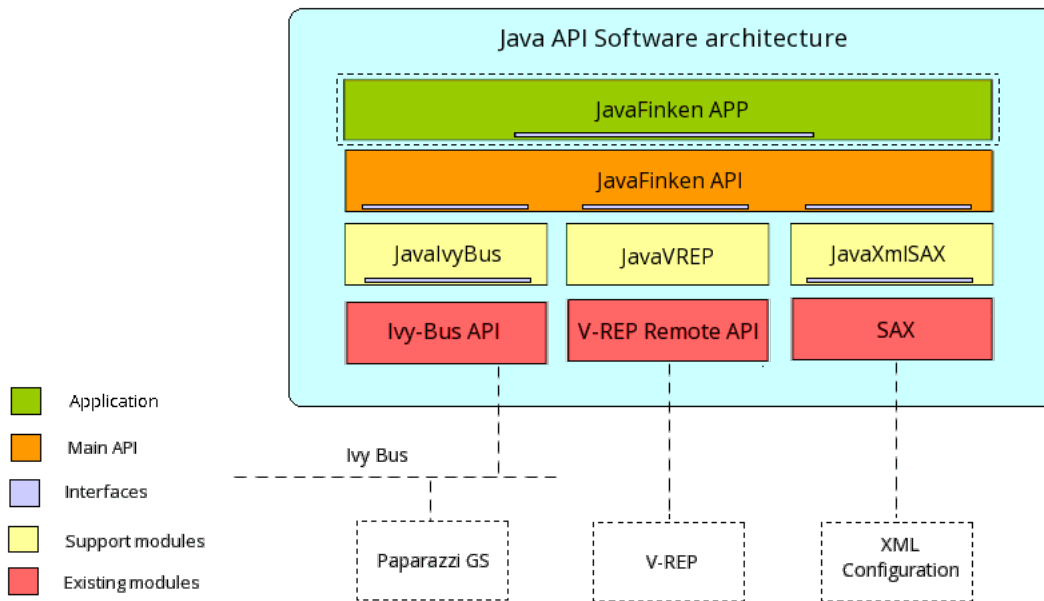 Java API Software architecture
JavaFinken APP
JavaFinken API
JavaIvyBus
JavaVREP
JavaXmlSAX
Ivy-Bus API
V-REP Remote API
SAX
Application
Main API
Interfaces
Support modules
Existing modules
Ivy Bus
Paparazzi GS
V-REP
XML
Configuration